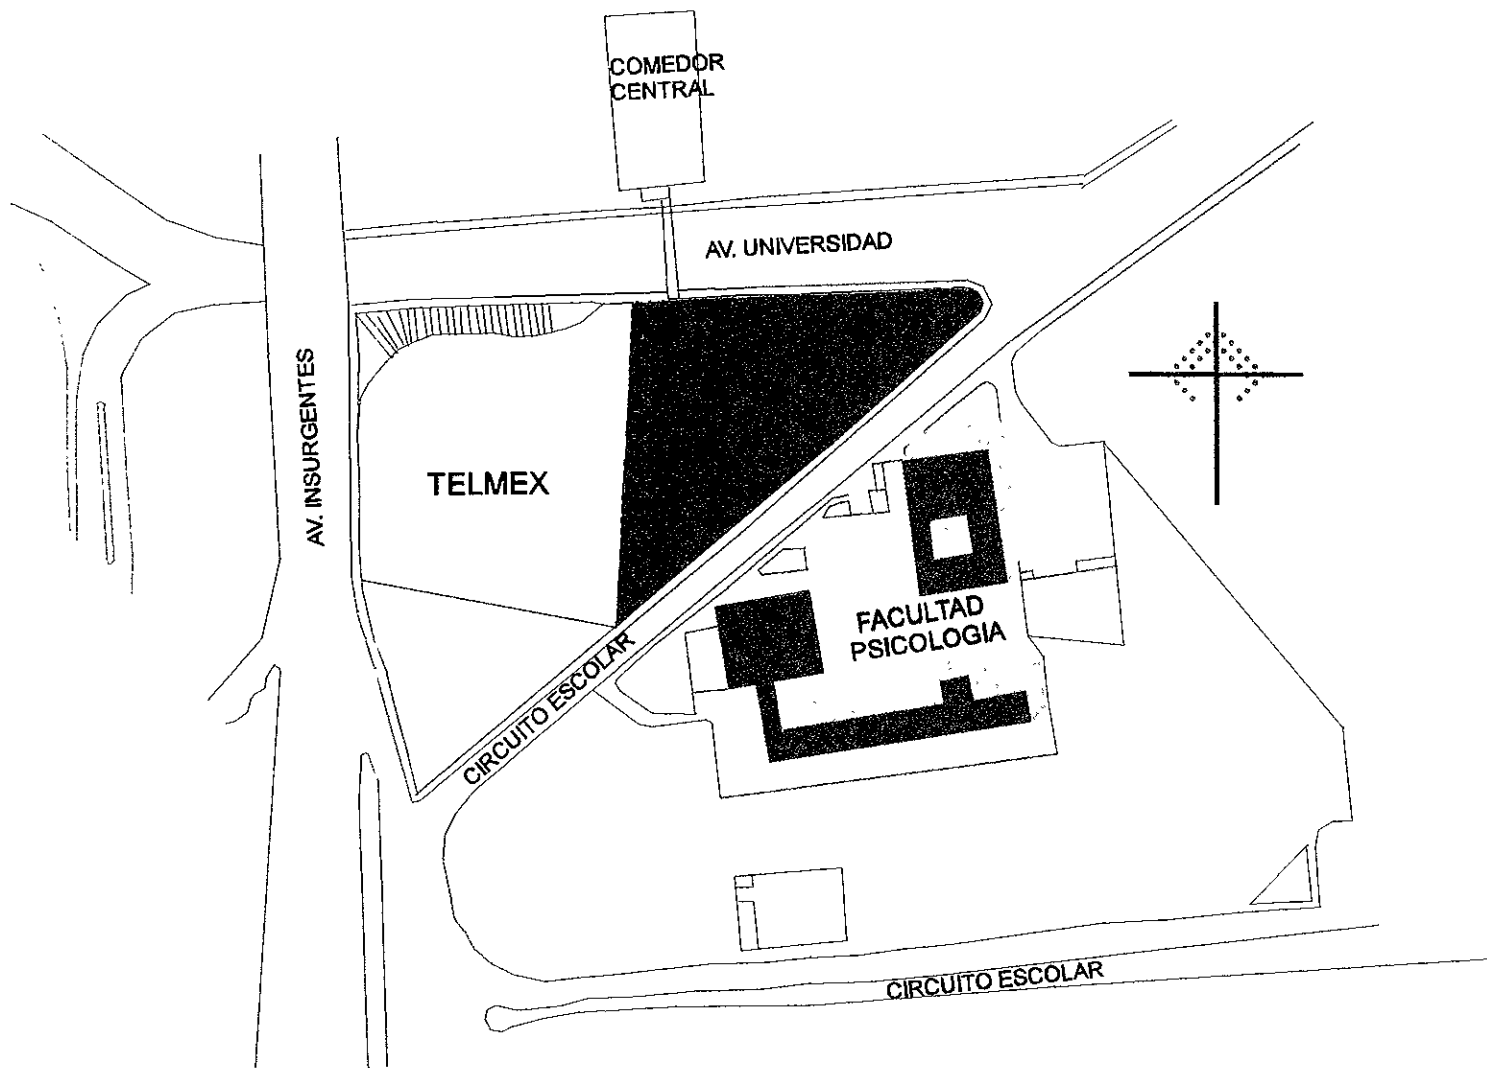 COMEDOR
CENTRAL
AV. UNIVERSIDAD
AV. INSURGENTES
TELMEX
FACULTAD
PSICOLOGIA
CIRCUITO ESCOLAR
CIRCUITO ESCOLAR